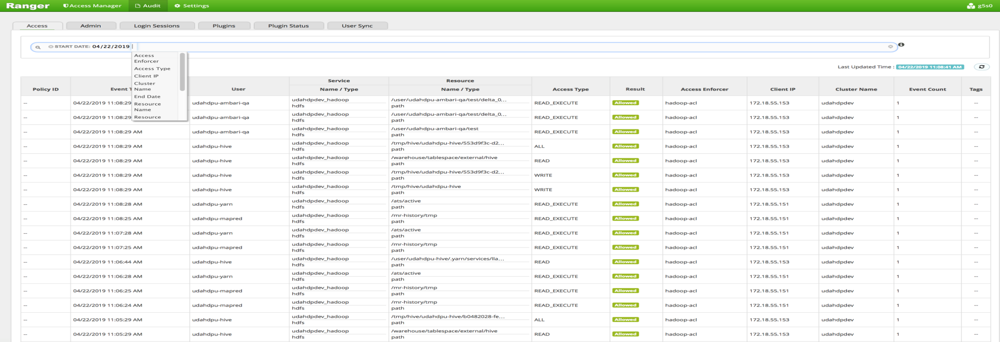 Ranger Access Manager Audit Settings g5s0
Access Admin Login Sessions Plugins Plugin Status User Sync
START DATE: 04/22/2019
Access
Enforcer
Access Type
Client IP
Cluster
Name
End Date
Resource
Name
Resource
Last Updated Time : 04/22/2019 11:08:41 AM
Service Resource
Policy ID Event T User Name / Type Name / Type Access Type Result Access Enforcer Client IP Cluster Name Event Count Tags
udahdpdev_hadoop /user/udahdpu-ambari-qa/test/delta_0...
-- 04/22/2019 11:08:29 udahdpu-ambari-qa READ_EXECUTE Allowed hadoop-acl 172.18.55.153 udahdpdev 1 --
hdfs path
udahdpdev_hadoop /user/udahdpu-ambari-qa/test/delta_0...
-- 04/22/2019 11:08:29 udahdpu-ambari-qa READ_EXECUTE Allowed hadoop-acl 172.18.55.153 udahdpdev 1 --
hdfs path
udahdpdev_hadoop /user/udahdpu-ambari-qa/test
-- 04/22/2019 11:08:29 AM udahdpu-ambari-qa READ_EXECUTE Allowed hadoop-acl 172.18.55.153 udahdpdev 1 --
hdfs path
udahdpdev_hadoop /tmp/hive/udahdpu-hive/553d9f3c-d2...
-- 04/22/2019 11:08:29 AM udahdpu-hive ALL Allowed hadoop-acl 172.18.55.153 udahdpdev 1 --
hdfs path
udahdpdev_hadoop /warehouse/tablespace/external/hive
-- 04/22/2019 11:08:29 AM udahdpu-hive READ Allowed hadoop-acl 172.18.55.153 udahdpdev 1 --
hdfs path
udahdpdev_hadoop /tmp/hive/udahdpu-hive/553d9f3c-d2...
-- 04/22/2019 11:08:29 AM udahdpu-hive WRITE Allowed hadoop-acl 172.18.55.153 udahdpdev 1 --
hdfs path
udahdpdev_hadoop /tmp/hive/udahdpu-hive
-- 04/22/2019 11:08:29 AM udahdpu-hive WRITE Allowed hadoop-acl 172.18.55.153 udahdpdev 1 --
hdfs path
udahdpdev_hadoop /ats/active
-- 04/22/2019 11:08:28 AM udahdpu-yarn READ_EXECUTE Allowed hadoop-acl 172.18.55.151 udahdpdev 1 --
hdfs path
udahdpdev_hadoop /mr-history/tmp
-- 04/22/2019 11:08:25 AM udahdpu-mapred READ_EXECUTE Allowed hadoop-acl 172.18.55.151 udahdpdev 1 --
hdfs path
udahdpdev_hadoop /ats/active
-- 04/22/2019 11:07:28 AM udahdpu-yarn READ_EXECUTE Allowed hadoop-acl 172.18.55.151 udahdpdev 1 --
hdfs path
udahdpdev_hadoop /mr-history/tmp
-- 04/22/2019 11:07:25 AM udahdpu-mapred READ_EXECUTE Allowed hadoop-acl 172.18.55.151 udahdpdev 1 --
hdfs path
udahdpdev_hadoop /user/udahdpu-hive/.yarn/services/lla...
-- 04/22/2019 11:06:44 AM udahdpu-hive READ Allowed hadoop-acl 172.18.55.153 udahdpdev 1 --
hdfs path
udahdpdev_hadoop /ats/active
-- 04/22/2019 11:06:28 AM udahdpu-yarn READ_EXECUTE Allowed hadoop-acl 172.18.55.151 udahdpdev 1 --
hdfs path
udahdpdev_hadoop /mr-history/tmp
-- 04/22/2019 11:06:25 AM udahdpu-mapred READ_EXECUTE Allowed hadoop-acl 172.18.55.151 udahdpdev 1 --
hdfs path
udahdpdev_hadoop /mr-history/tmp
-- 04/22/2019 11:06:24 AM udahdpu-mapred READ_EXECUTE Allowed hadoop-acl 172.18.55.151 udahdpdev 1 --
hdfs path
udahdpdev_hadoop /tmp/hive/udahdpu-hive/b0482028-fe...
-- 04/22/2019 11:05:29 AM udahdpu-hive ALL Allowed hadoop-acl 172.18.55.153 udahdpdev 1 --
hdfs path
udahdpdev_hadoop /warehouse/tablespace/external/hive
-- 04/22/2019 11:05:29 AM udahdpu-hive READ Allowed hadoop-acl 172.18.55.153 udahdpdev 1 --
hdfs path